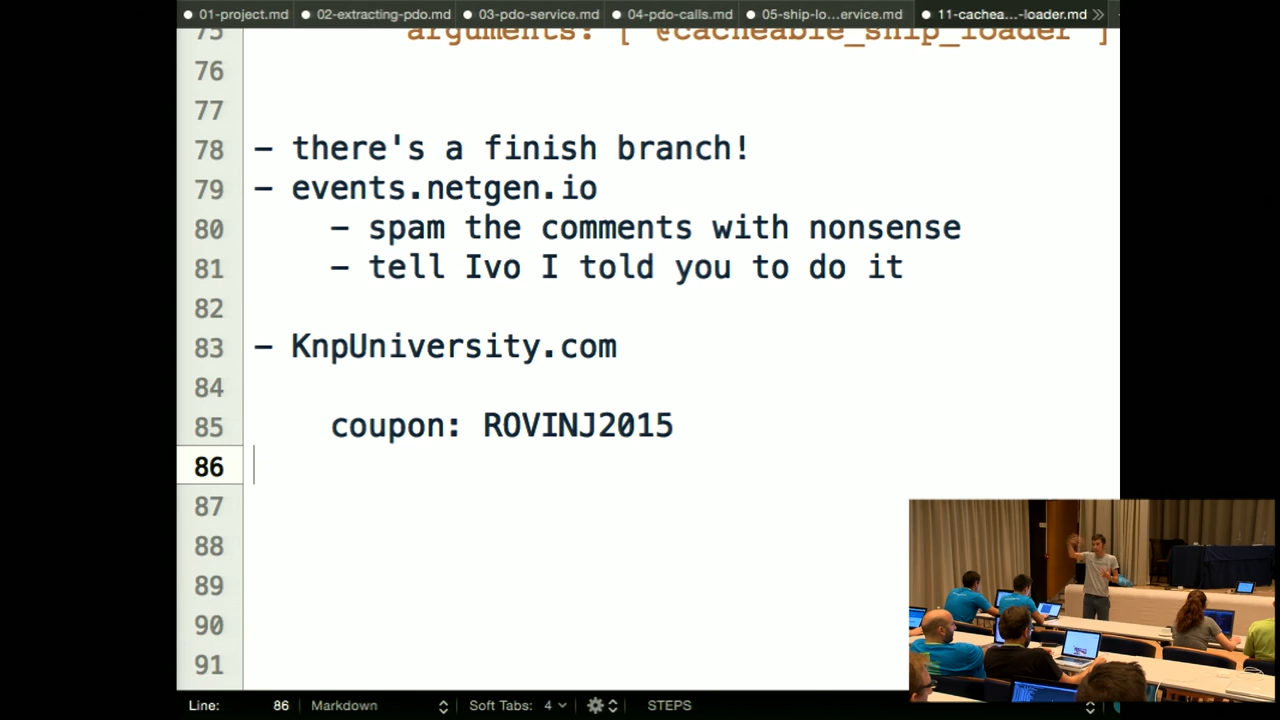 01-project.md 02-extracting-pdo.md 03-pdo-service.md 04-pdo-calls.md 05-ship-lo...ervice.md 11-cachea...-loader.md
75 arguments: [ @cacheable_ship_loader ]
76
77
78 - there's a finish branch!
79 - events.netgen.io
80 - spam the comments with nonsense
81 - tell Ivo I told you to do it
82
83 - KnpUniversity.com
84
85 coupon: ROVINJ2015
86
87
88
89
90
91
Line: 86 Markdown Soft Tabs: 4 STEPS